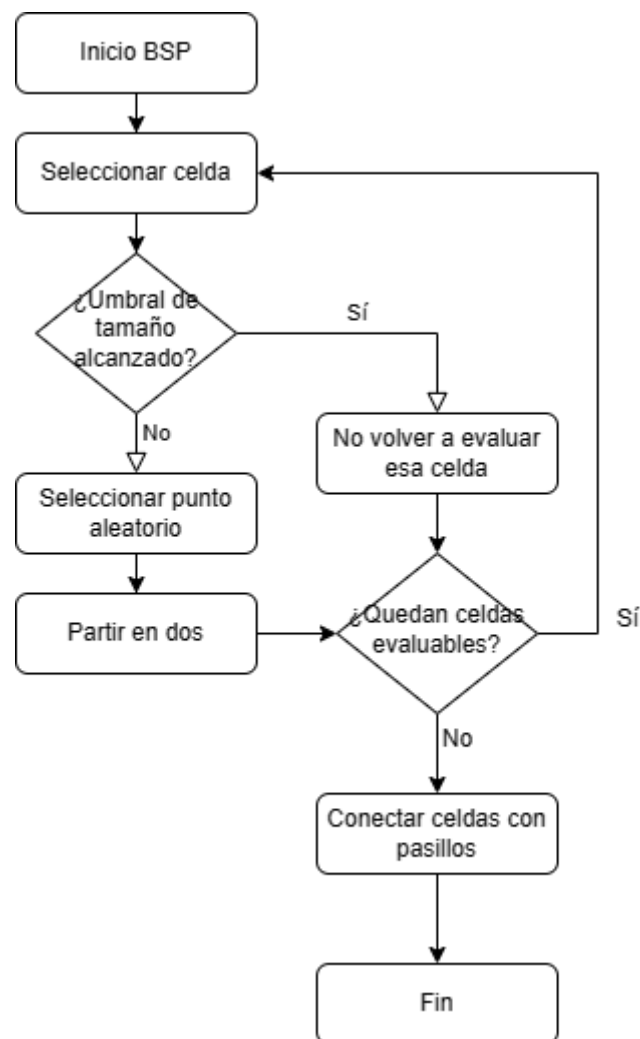 Inicio BSP
Seleccionar celda
¿Umbral de
tamaño
alcanzado?
Sí
No
No volver a evaluar
esa celda
Seleccionar punto
aleatorio
Partir en dos
¿Quedan celdas
evaluables?
Sí
No
Conectar celdas con
pasillos
Fin